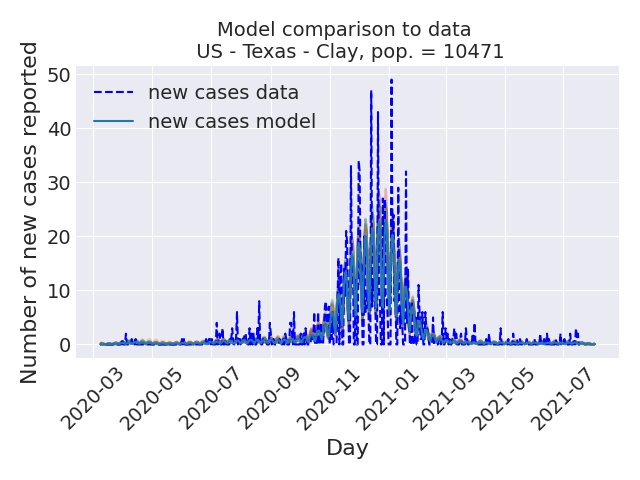 Model comparison to data
US - Texas - Clay, pop. = 10471
Number of new cases reported
50
40
30
20
10
0
new cases data
new cases model
2020-03
2020-05
2020-07
2020-09
2020-11
2021-01
2021-03
2021-05
2021-07
Day